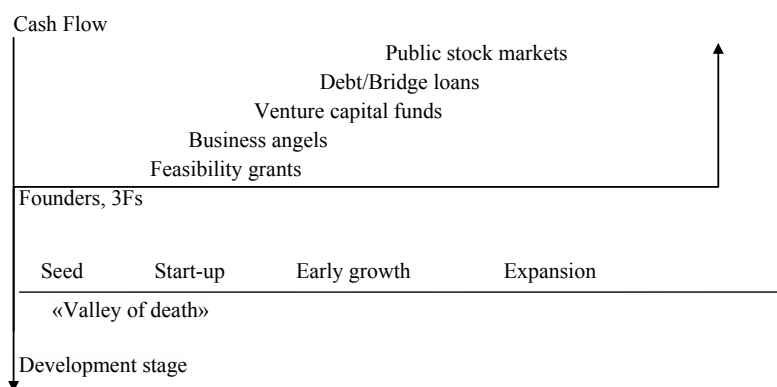 Cash Flow
Public stock markets
Debt/Bridge loans
Venture capital funds
Business angels
Feasibility grants
Founders, 3Fs
Seed Start-up Early growth Expansion
«Valley of death»
Development stage